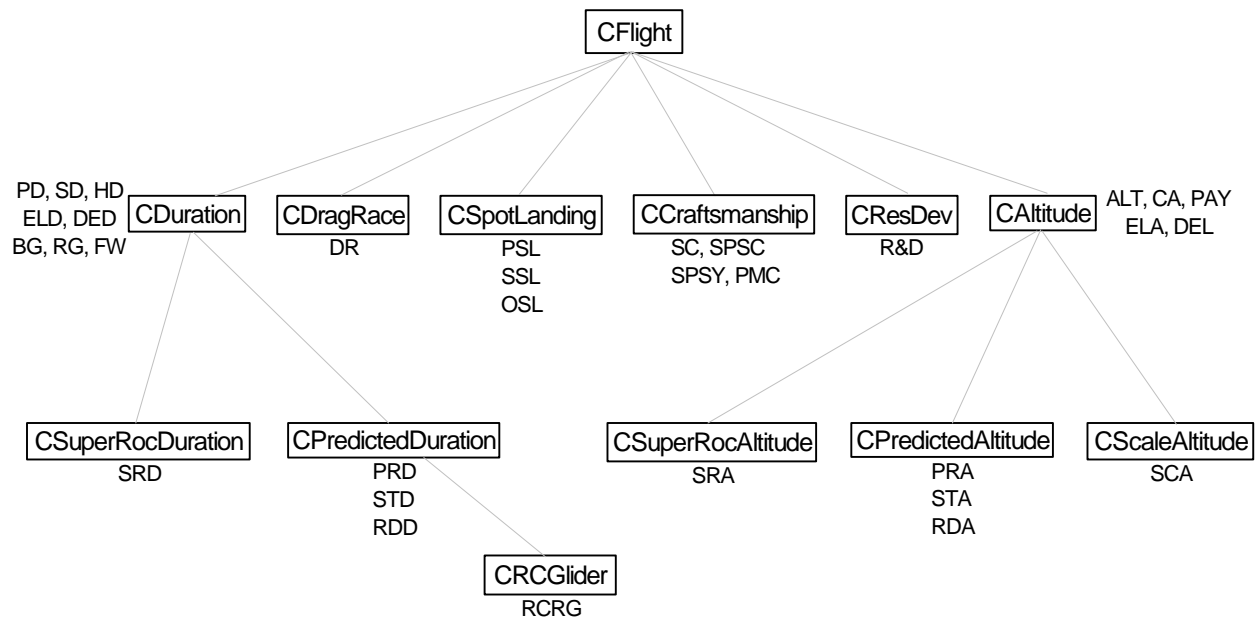 CFlight
PD, SD, HD
ELD, DED
BG, RG, FW
CDuration
CDragRace
DR
CSpotLanding
PSL
SSL
OSL
CCraftsmanship
SC, SPSC
SPSY, PMC
CResDev
R&D
CAltitude
ALT, CA, PAY
ELA, DEL
CSuperRocDuration
SRD
CPredictedDuration
PRD
STD
RDD
CSuperRocAltitude
SRA
CPredictedAltitude
PRA
STA
RDA
CScaleAltitude
SCA
CRCGlider
RCRG